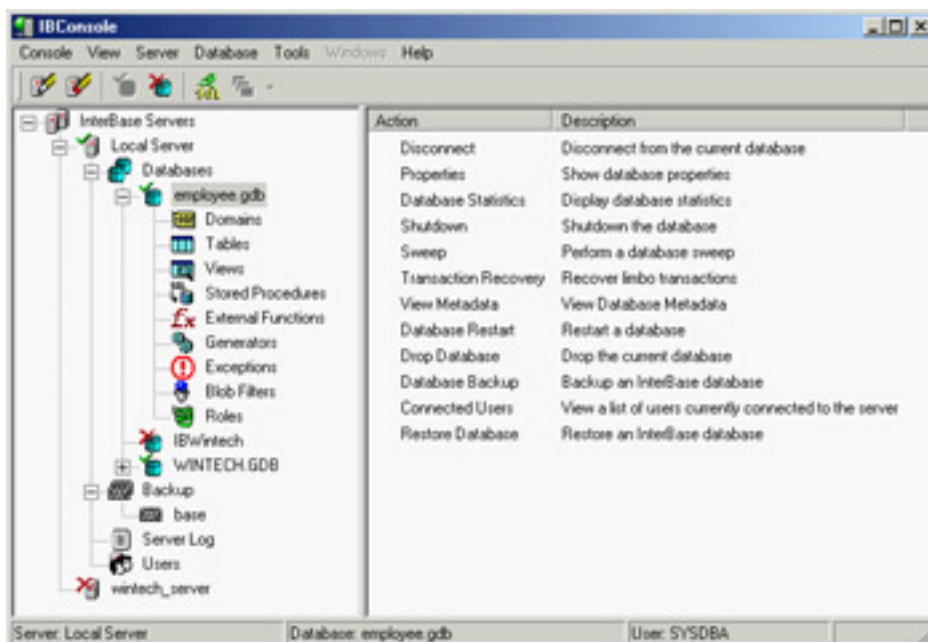 IBConsole
Console View Server Database Tools Windows Help
InterBase Servers
Local Server
Databases
employee.gdb
Domains
Tables
Views
Stored Procedures
External Functions
Generators
Exceptions
Blob Filters
Roles
IBWintech
WINTECH.GDB
Backup
base
Server Log
Users
wintech_server
Action Description
Disconnect Disconnect from the current database
Properties Show database properties
Database Statistics Display database statistics
Shutdown Shutdown the database
Sweep Perform a database sweep
Transaction Recovery Recover limbo transactions
View Metadata View Database Metadata
Database Restart Restart a database
Drop Database Drop the current database
Database Backup Backup an InterBase database
Connected Users View a list of users currently connected to the server
Restore Database Restore an InterBase database
Server: Local Server Database: employee.gdb User: SYSDBA